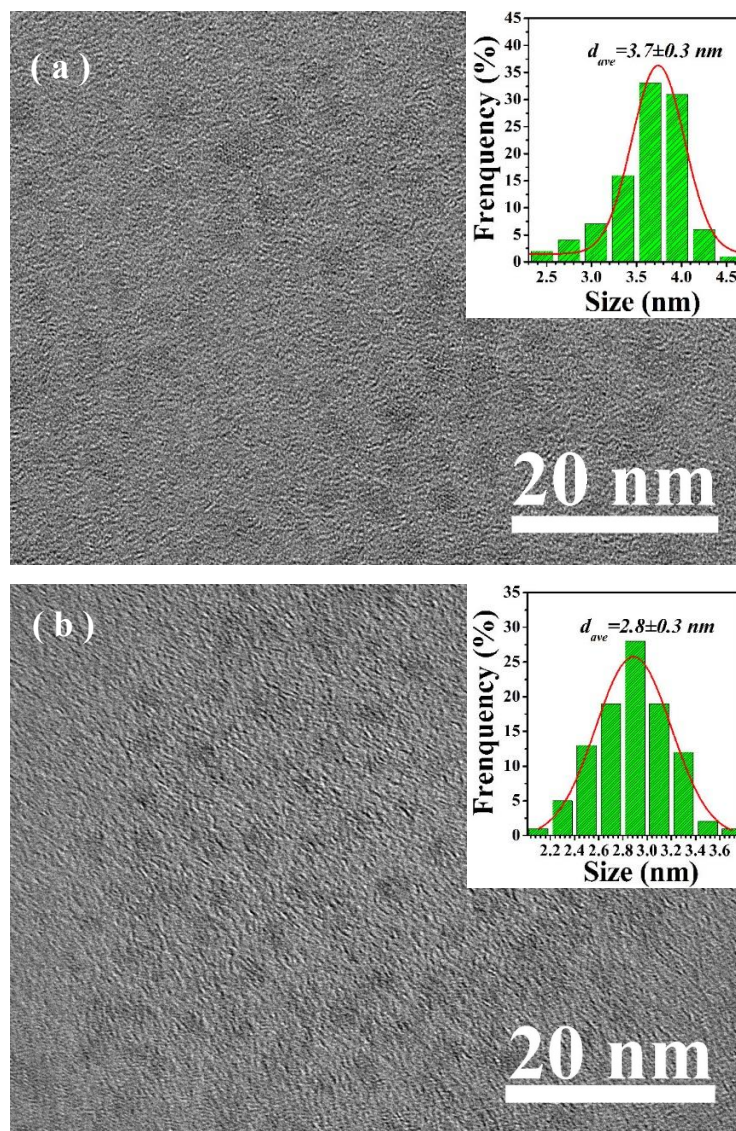 ( a )
d_ave=3.7±0.3 nm
Frenquency (%)
45
40
35
30
25
20
15
10
5
0
2.5 3.0 3.5 4.0 4.5
Size (nm)
20 nm
( b )
d_ave=2.8±0.3 nm
Frenquency (%)
35
30
25
20
15
10
5
0
2.2 2.4 2.6 2.8 3.0 3.2 3.4 3.6
Size (nm)
20 nm